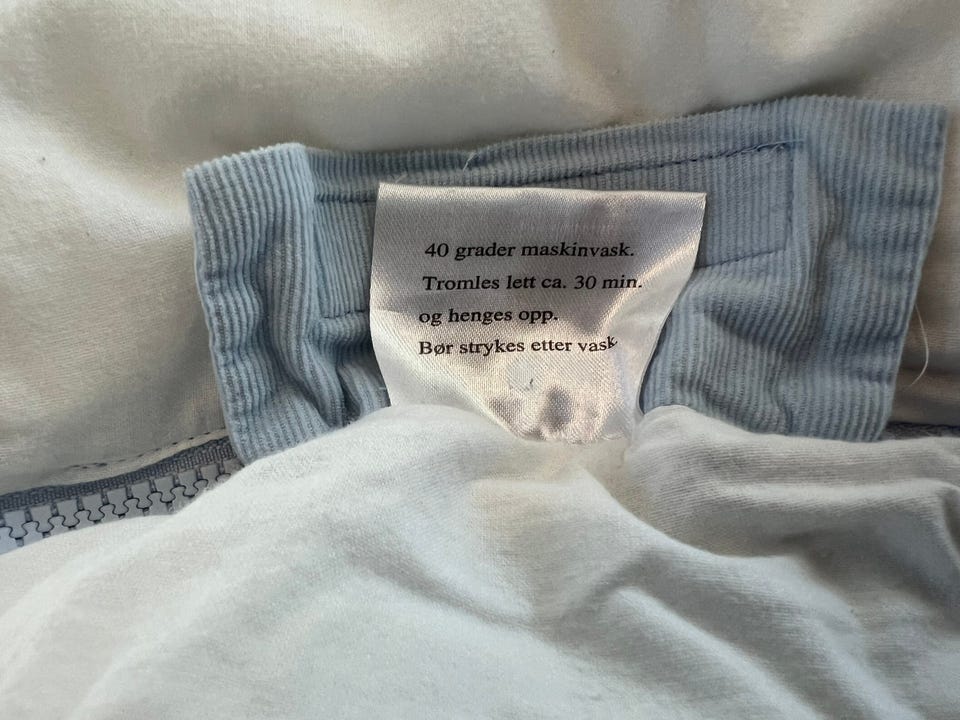 40 grader maskinvask.
Tromles lett ca. 30 min.
og henges opp.
Bør strykes etter vask